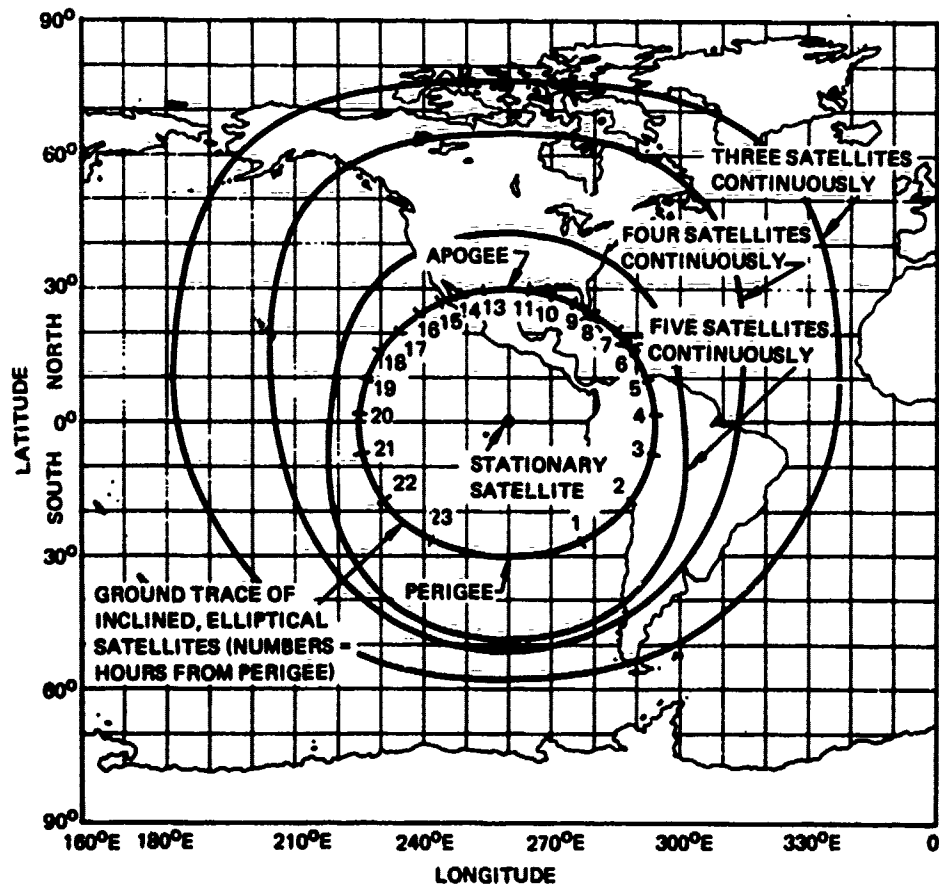 90°
60°
30°
0°
30°
60°
90°
LATITUDE
SOUTH NORTH
THREE SATELLITES
CONTINUOUSLY
FOUR SATELLITES
CONTINUOUSLY
FIVE SATELLITES
CONTINUOUSLY
APOGEE
16 15 14 13 11 10 9 8 7
17 6
18 5
19 4
20 3
21 2
22 1
23
STATIONARY
SATELLITE
PERIGEE
GROUND TRACE OF
INCLINED, ELLIPTICAL
SATELLITES (NUMBERS =
HOURS FROM PERIGEE)
160°E 180°E 210°E 240°E 270°E 300°E 330°E 0
LONGITUDE